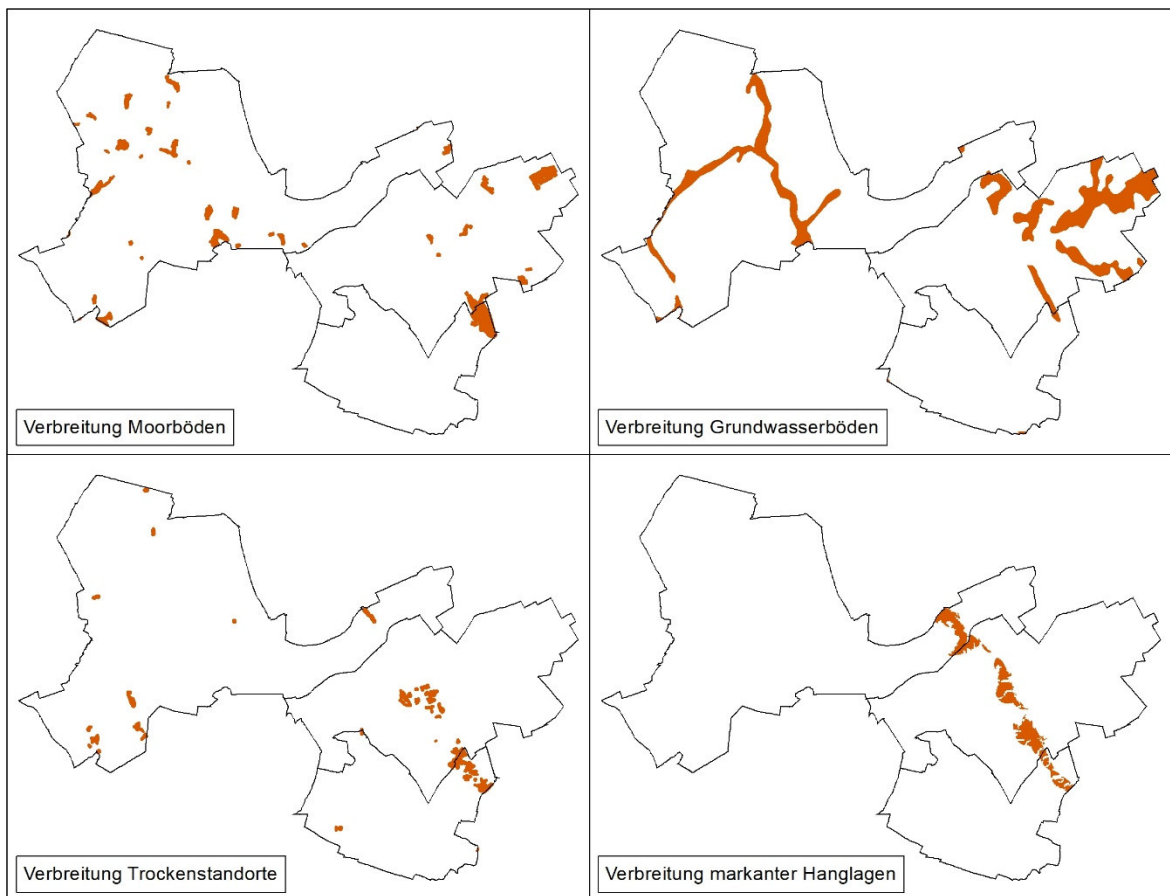 Verbreitung Moorböden
Verbreitung Grundwasserböden
Verbreitung Trockenstandorte
Verbreitung markanter Hanglagen